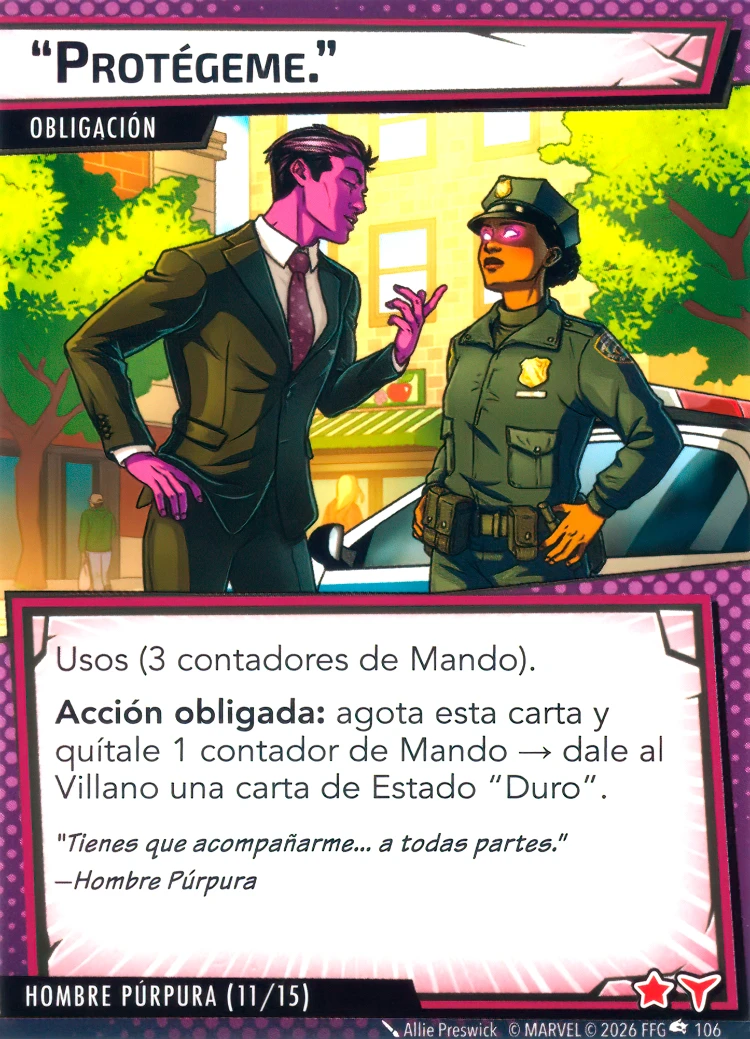 “Protégeme.”
OBLIGACIÓN
Usos (3 contadores de Mando).
Acción obligada: agota esta carta y
quítale 1 contador de Mando → dale al
Villano una carta de Estado “Duro”.
"Tienes que acompañarme... a todas partes."
—Hombre Púrpura
HOMBRE PÚRPURA (11/15)
Allie Preswick © MARVEL © 2026 FFG 106